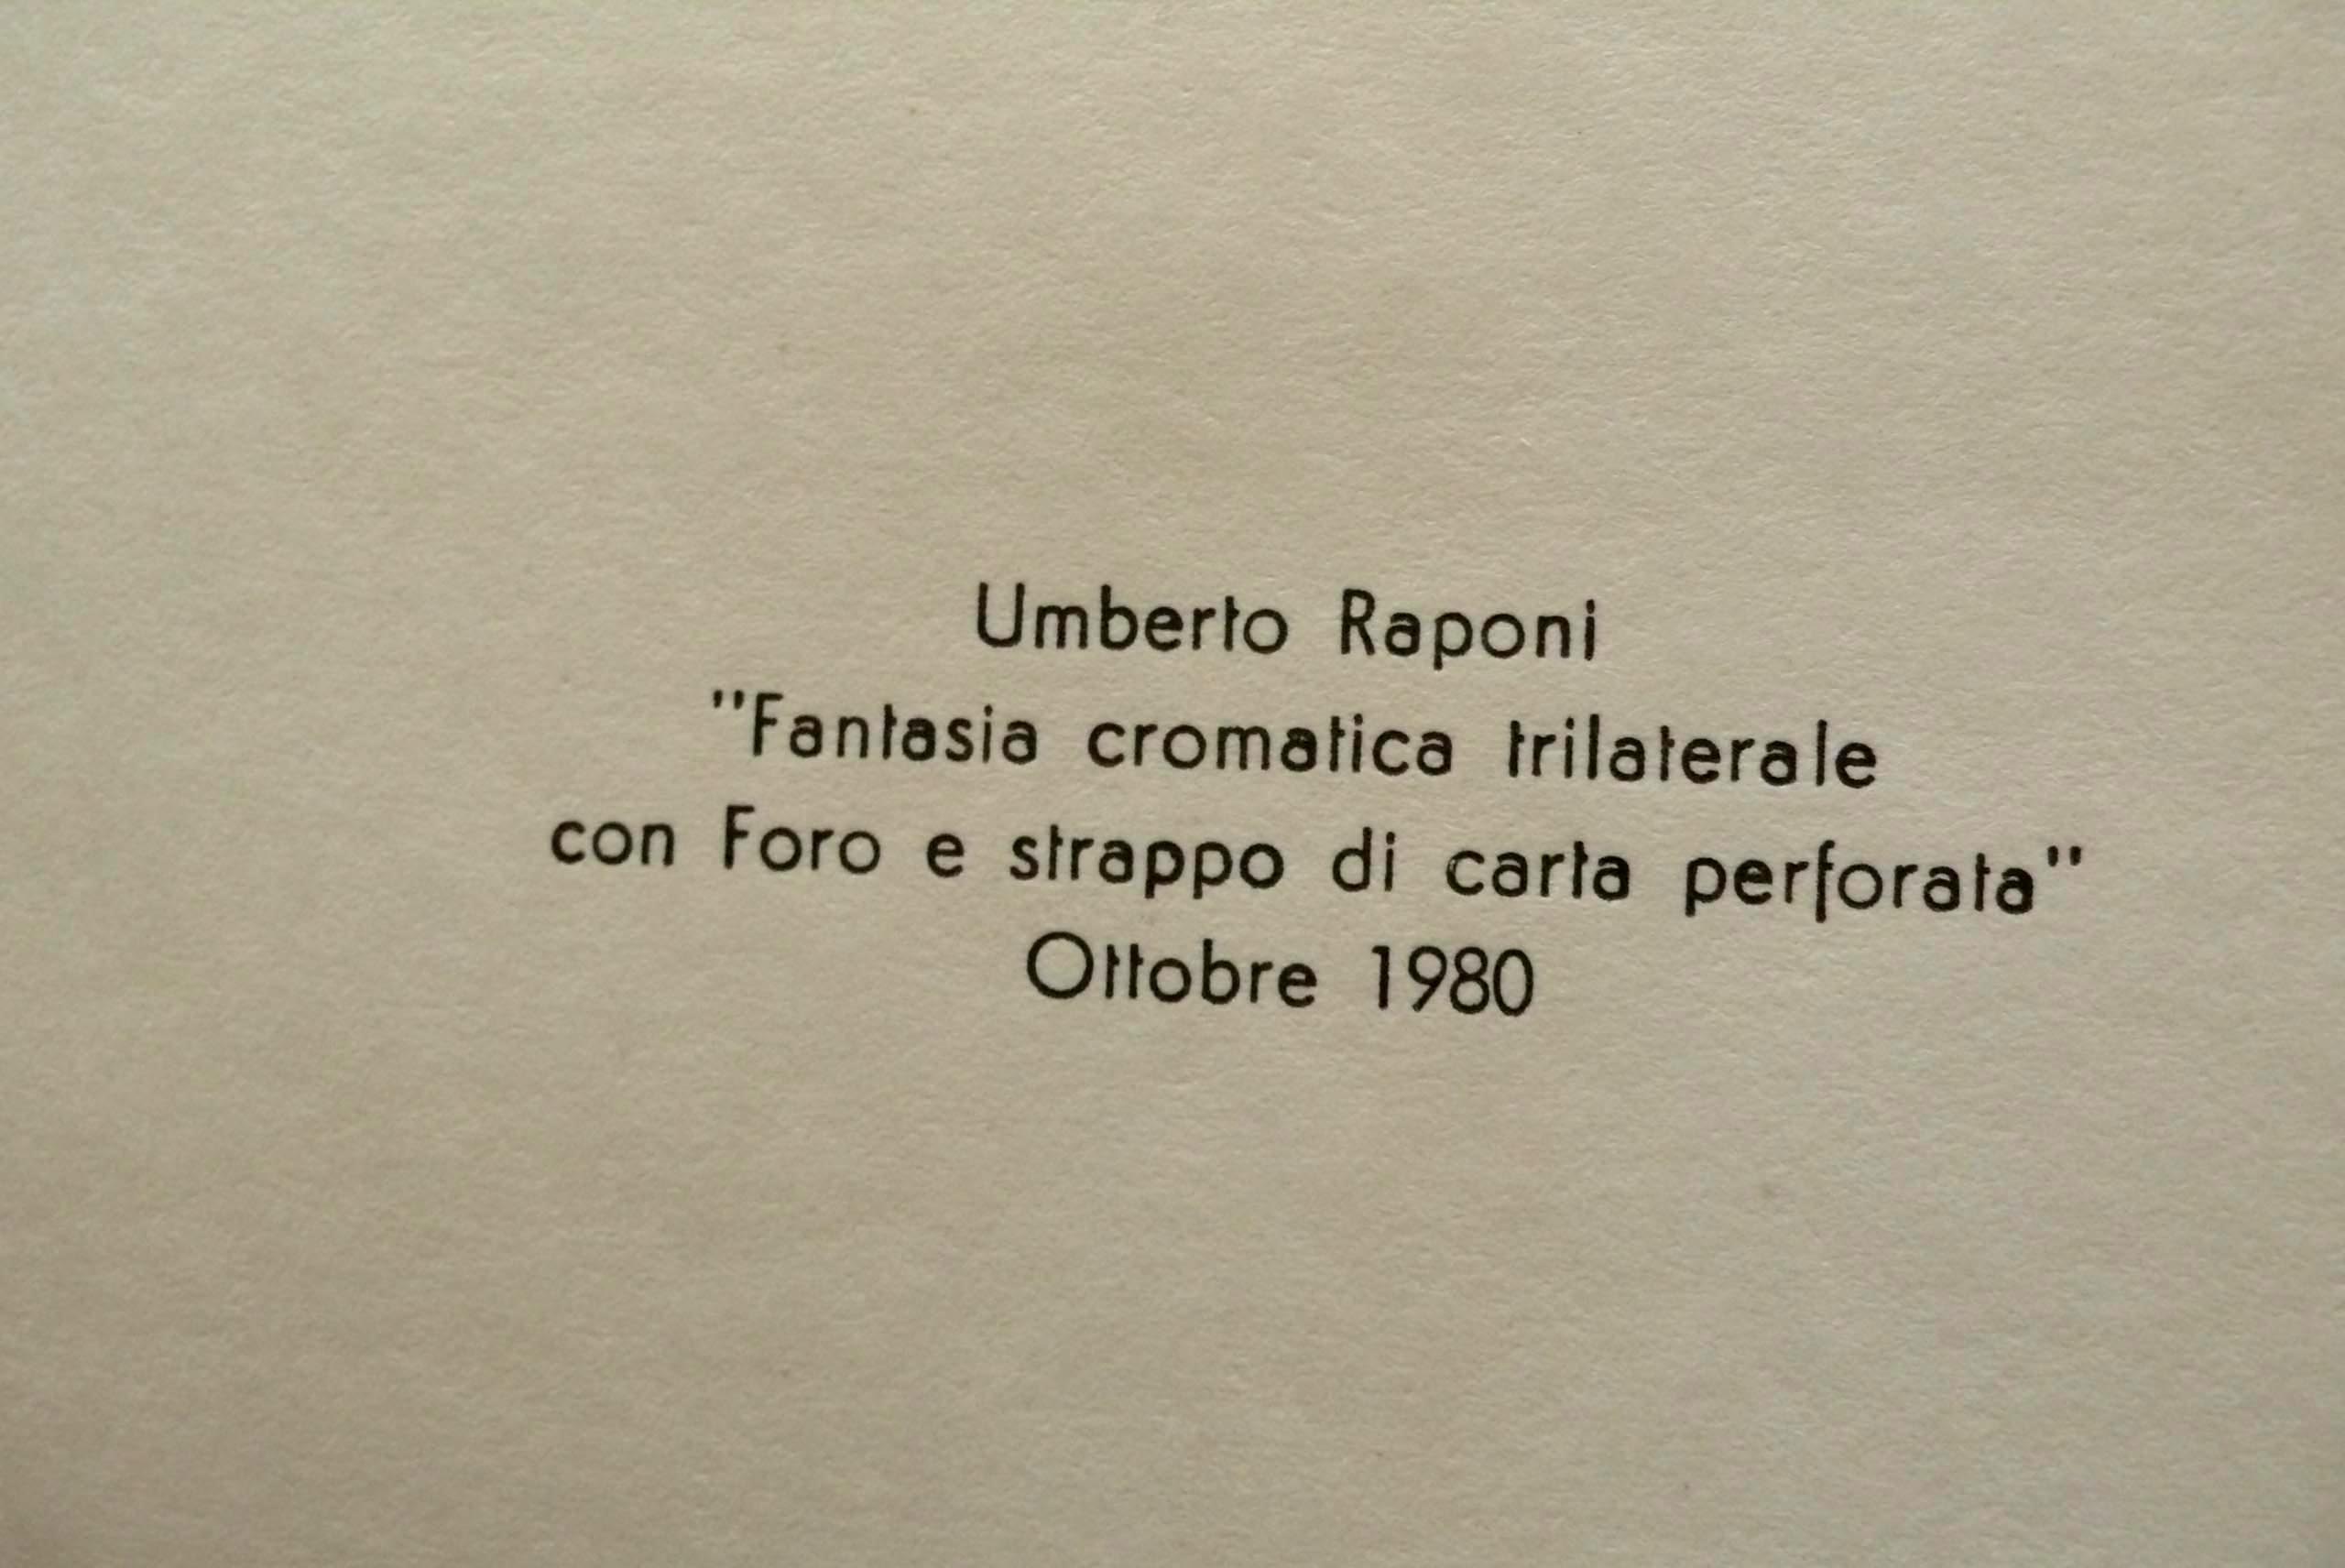 Umberto Raponi
"Fantasia cromatica trilaterale
con Foro e strappo di carta perforata"
Ottobre 1980